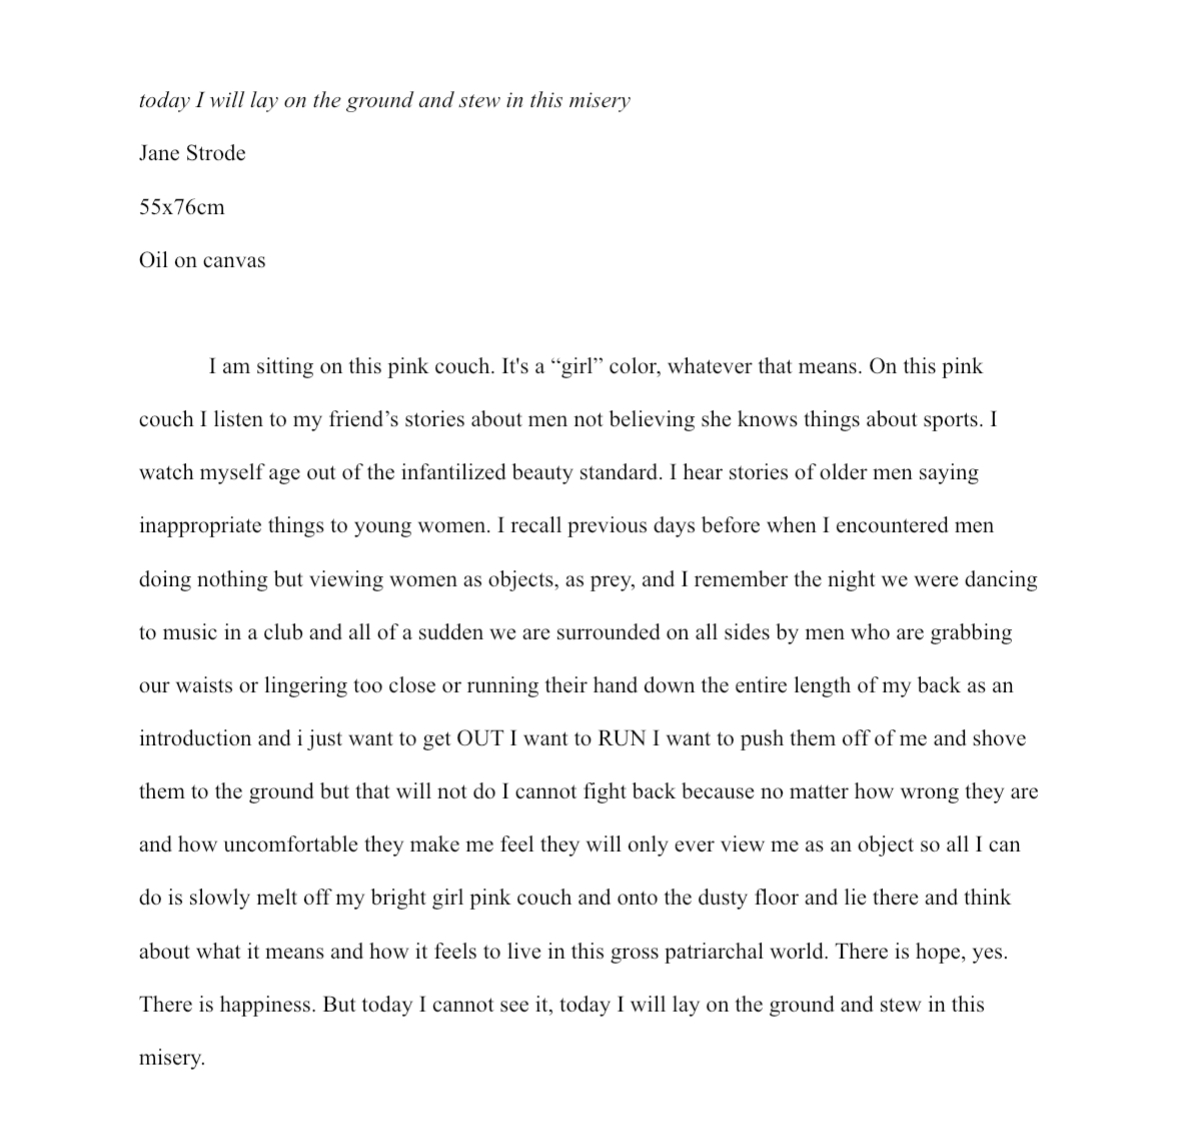 today I will lay on the ground and stew in this misery
Jane Strode
55x76cm
Oil on canvas
I am sitting on this pink couch. It's a “girl” color, whatever that means. On this pink
couch I listen to my friend’s stories about men not believing she knows things about sports. I
watch myself age out of the infantilized beauty standard. I hear stories of older men saying
inappropriate things to young women. I recall previous days before when I encountered men
doing nothing but viewing women as objects, as prey, and I remember the night we were dancing
to music in a club and all of a sudden we are surrounded on all sides by men who are grabbing
our waists or lingering too close or running their hand down the entire length of my back as an
introduction and i just want to get OUT I want to RUN I want to push them off of me and shove
them to the ground but that will not do I cannot fight back because no matter how wrong they are
and how uncomfortable they make me feel they will only ever view me as an object so all I can
do is slowly melt off my bright girl pink couch and onto the dusty floor and lie there and think
about what it means and how it feels to live in this gross patriarchal world. There is hope, yes.
There is happiness. But today I cannot see it, today I will lay on the ground and stew in this
misery.